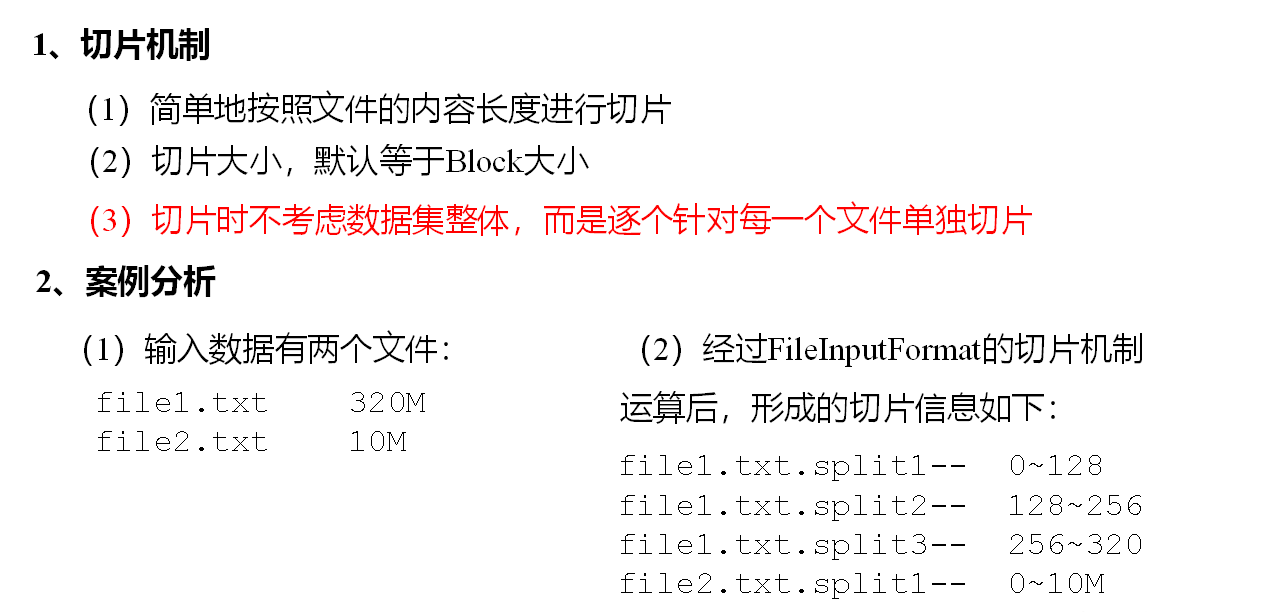 1、切片机制
（1）简单地按照文件的内容长度进行切片
（2）切片大小，默认等于Block大小
（3）切片时不考虑数据集整体，而是逐个针对每一个文件单独切片
2、案例分析
（1）输入数据有两个文件：
file1.txt    320M
file2.txt    10M
（2）经过FileInputFormat的切片机制
运算后，形成的切片信息如下：
file1.txt.split1--  0~128
file1.txt.split2--  128~256
file1.txt.split3--  256~320
file2.txt.split1--  0~10M